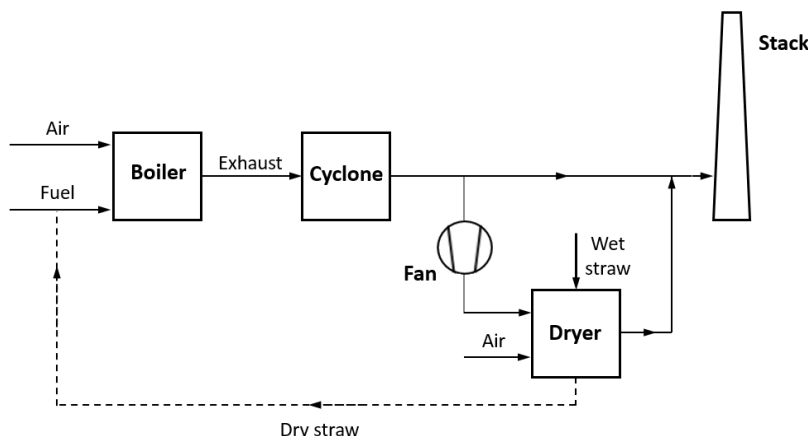 Stack
Air
Boiler
Exhaust
Cyclone
Fuel
Wet
straw
Fan
Air
Dryer
Dry straw